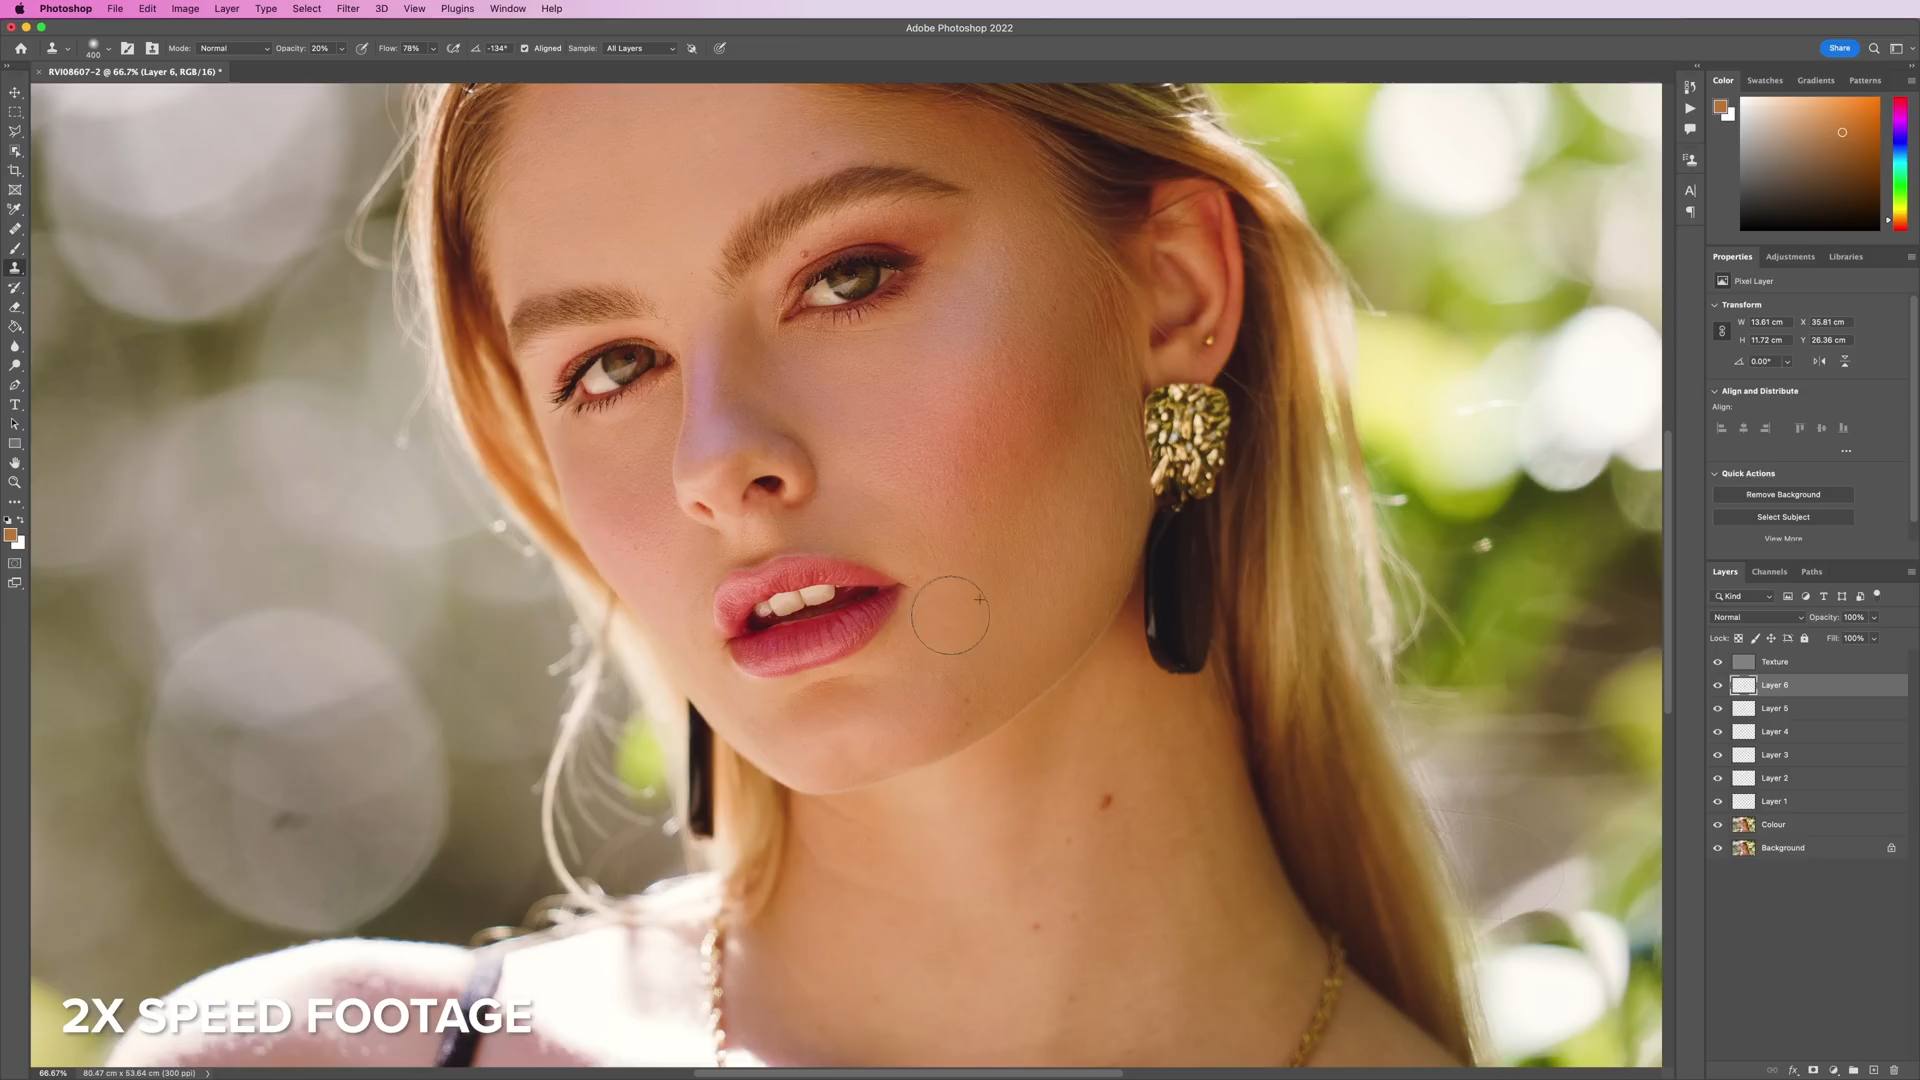 Photoshop File Edit Image Layer Type Select Filter 3D View Plugins Window Help
Adobe Photoshop 2022
400 Mode: Normal Opacity: 20% Flow: 78% -134° Aligned Sample: All Layers Share
RVI08607-2 @ 66.7% (Layer 6, RGB/16) *
Color Swatches Gradients Patterns
Properties Adjustments Libraries
Pixel Layer
Transform
W 13.61 cm X 35.81 cm
H 11.72 cm Y 26.36 cm
0.00°
Align and Distribute
Align:
Quick Actions
Remove Background
Select Subject
View More
Layers Channels Paths
Kind
Normal Opacity: 100%
Lock: Fill: 100%
Texture
Layer 6
Layer 5
Layer 4
Layer 3
Layer 2
Layer 1
Colour
Background
2X SPEED FOOTAGE
66.67% 80.47 cm x 53.64 cm (300 ppi)